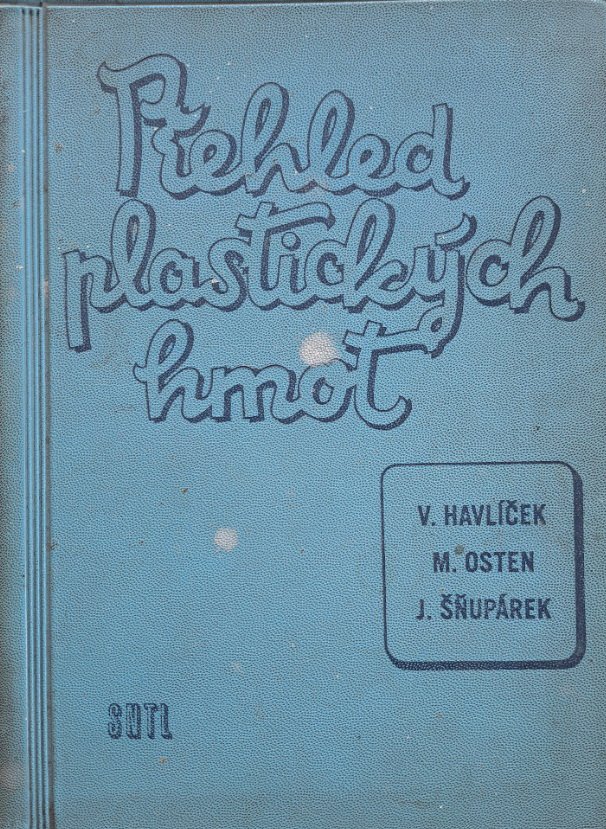 Přehled
plastických
hmot
V. HAVLÍČEK
M. OSTEN
J. ŠŇUPÁREK
SNTL